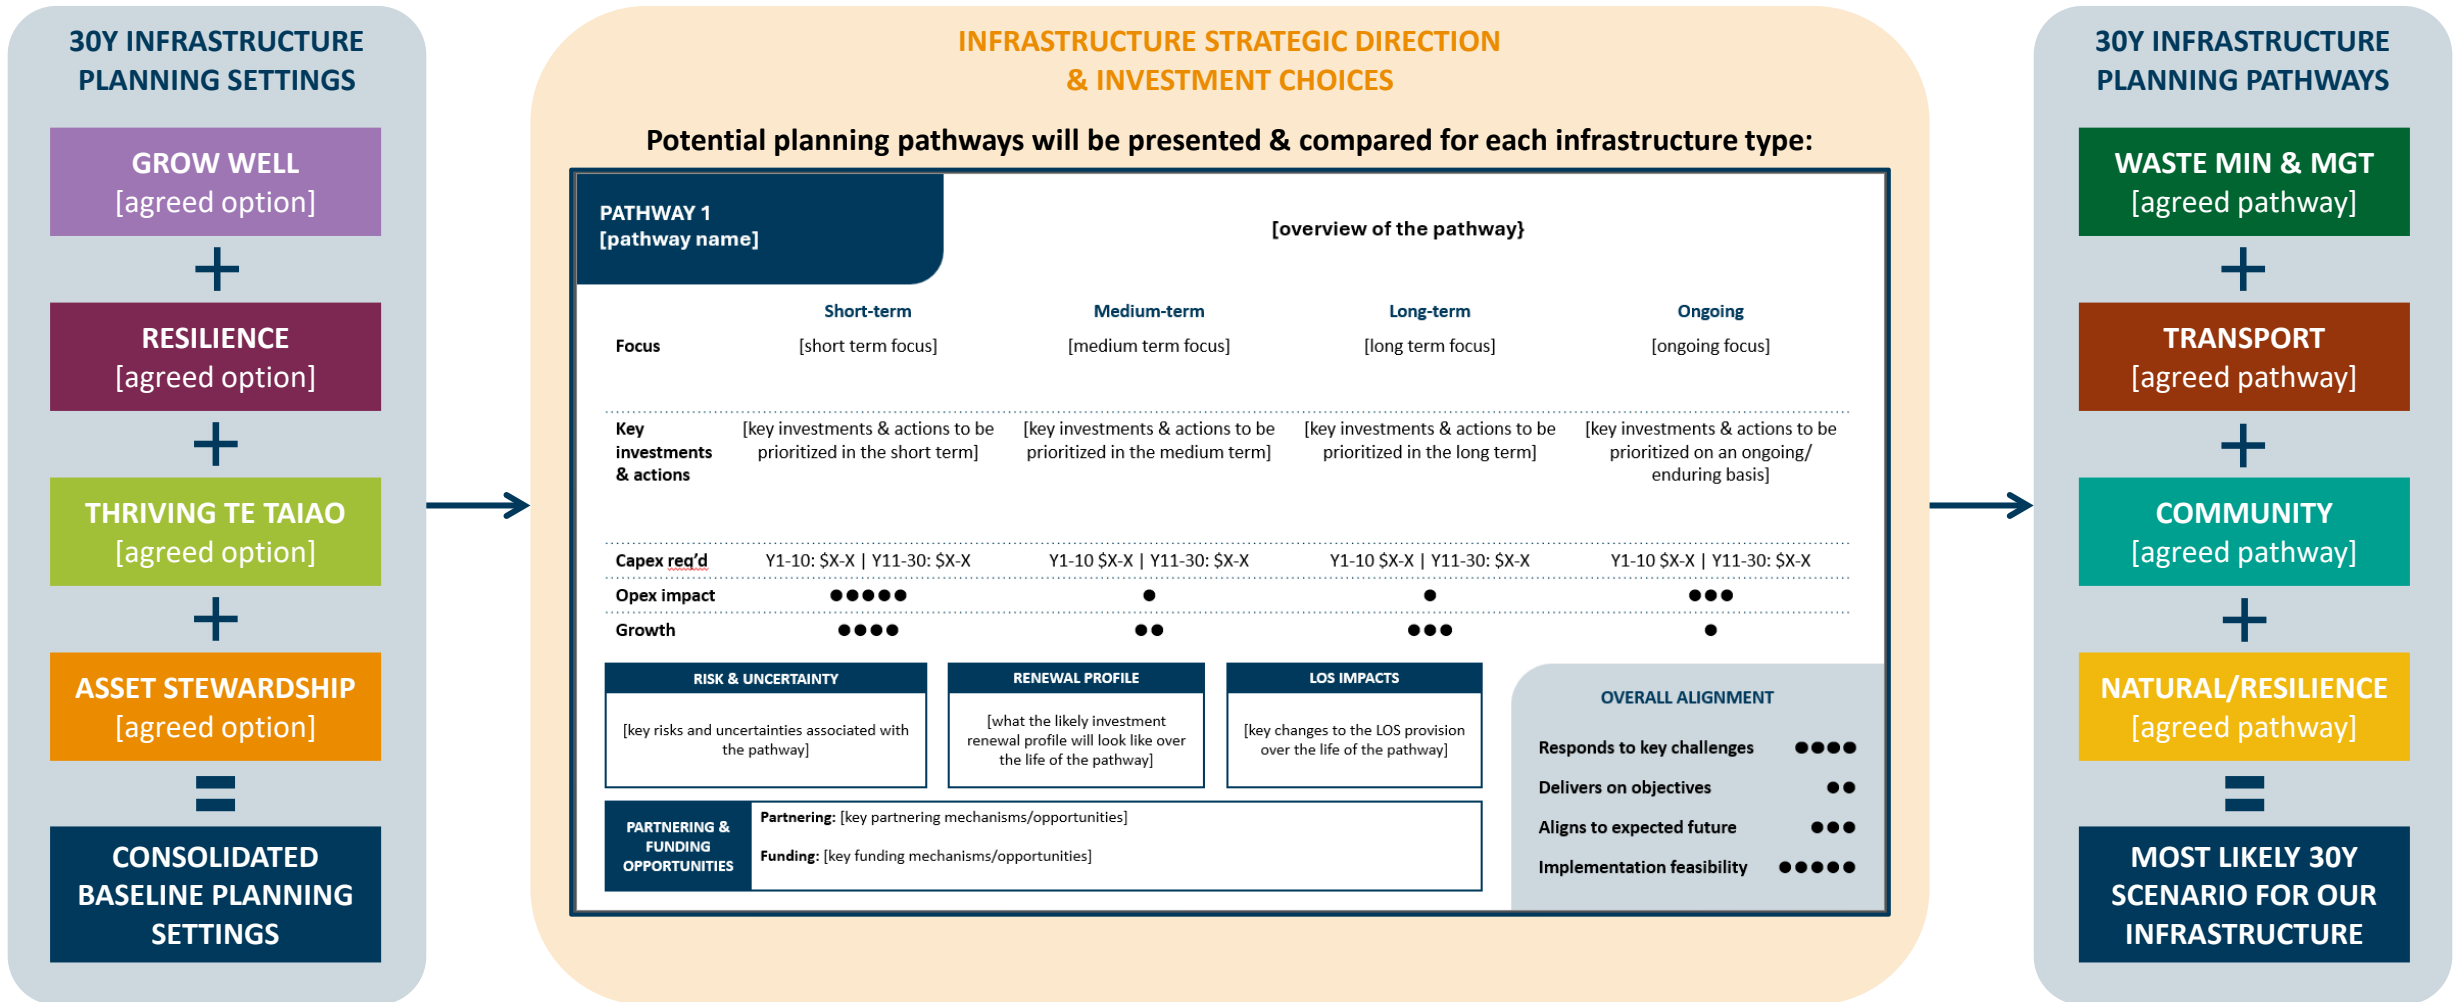 30Y INFRASTRUCTURE
PLANNING SETTINGS
GROW WELL
[agreed option]
+
RESILIENCE
[agreed option]
+
THRIVING TE TAIAO
[agreed option]
+
ASSET STEWARDSHIP
[agreed option]
=
CONSOLIDATED
BASELINE PLANNING
SETTINGS
INFRASTRUCTURE STRATEGIC DIRECTION
& INVESTMENT CHOICES
Potential planning pathways will be presented & compared for each infrastructure type:
PATHWAY 1
[pathway name]
[overview of the pathway}
Short-term Medium-term Long-term Ongoing
Focus [short term focus] [medium term focus] [long term focus] [ongoing focus]
Key [key investments & actions to be [key investments & actions to be [key investments & actions to be [key investments & actions to be
investments prioritized in the short term] prioritized in the medium term] prioritized in the long term] prioritized on an ongoing/
& actions enduring basis]
Capex req'd Y1-10: $X-X | Y11-30: $X-X Y1-10 $X-X | Y11-30: $X-X Y1-10 $X-X | Y11-30: $X-X Y1-10 $X-X | Y11-30: $X-X
Opex impact ●●●●● ● ● ●●●
Growth ●●●● ●● ●●● ●
RISK & UNCERTAINTY
[key risks and uncertainties associated with
the pathway]
RENEWAL PROFILE
[what the likely investment
renewal profile will look like over
the life of the pathway]
LOS IMPACTS
[key changes to the LOS provision
over the life of the pathway]
PARTNERING &
FUNDING
OPPORTUNITIES
Partnering: [key partnering mechanisms/opportunities]
Funding: [key funding mechanisms/opportunities]
OVERALL ALIGNMENT
Responds to key challenges ●●●●
Delivers on objectives ●●
Aligns to expected future ●●●
Implementation feasibility ●●●●●
30Y INFRASTRUCTURE
PLANNING PATHWAYS
WASTE MIN & MGT
[agreed pathway]
+
TRANSPORT
[agreed pathway]
+
COMMUNITY
[agreed pathway]
+
NATURAL/RESILIENCE
[agreed pathway]
=
MOST LIKELY 30Y
SCENARIO FOR OUR
INFRASTRUCTURE